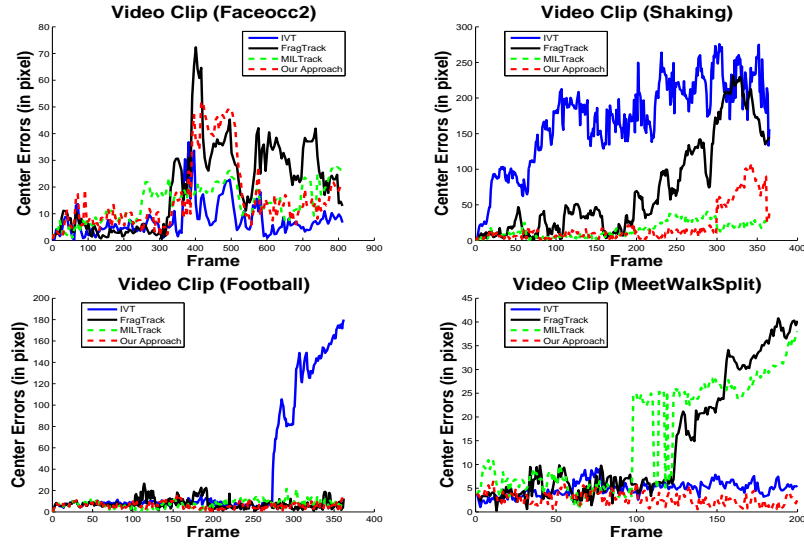 Video Clip (Faceocc2)
Center Errors (in pixel)
80
70
60
50
40
30
20
10
0
0 100 200 300 400 500 600 700 800 900
Frame
IVT
FragTrack
MILTrack
Our Approach
Video Clip (Shaking)
Center Errors (in pixel)
300
250
200
150
100
50
0
0 50 100 150 200 250 300 350 400
Frame
IVT
FragTrack
MILTrack
Our Approach
Video Clip (Football)
Center Errors (in pixel)
200
180
160
140
120
100
80
60
40
20
0
0 50 100 150 200 250 300 350 400
Frame
IVT
FragTrack
MILTrack
Our Approach
Video Clip (MeetWalkSplit)
Center Errors (in pixel)
45
40
35
30
25
20
15
10
5
0
0 50 100 150 200
Frame
IVT
FragTrack
MILTrack
Our Approach